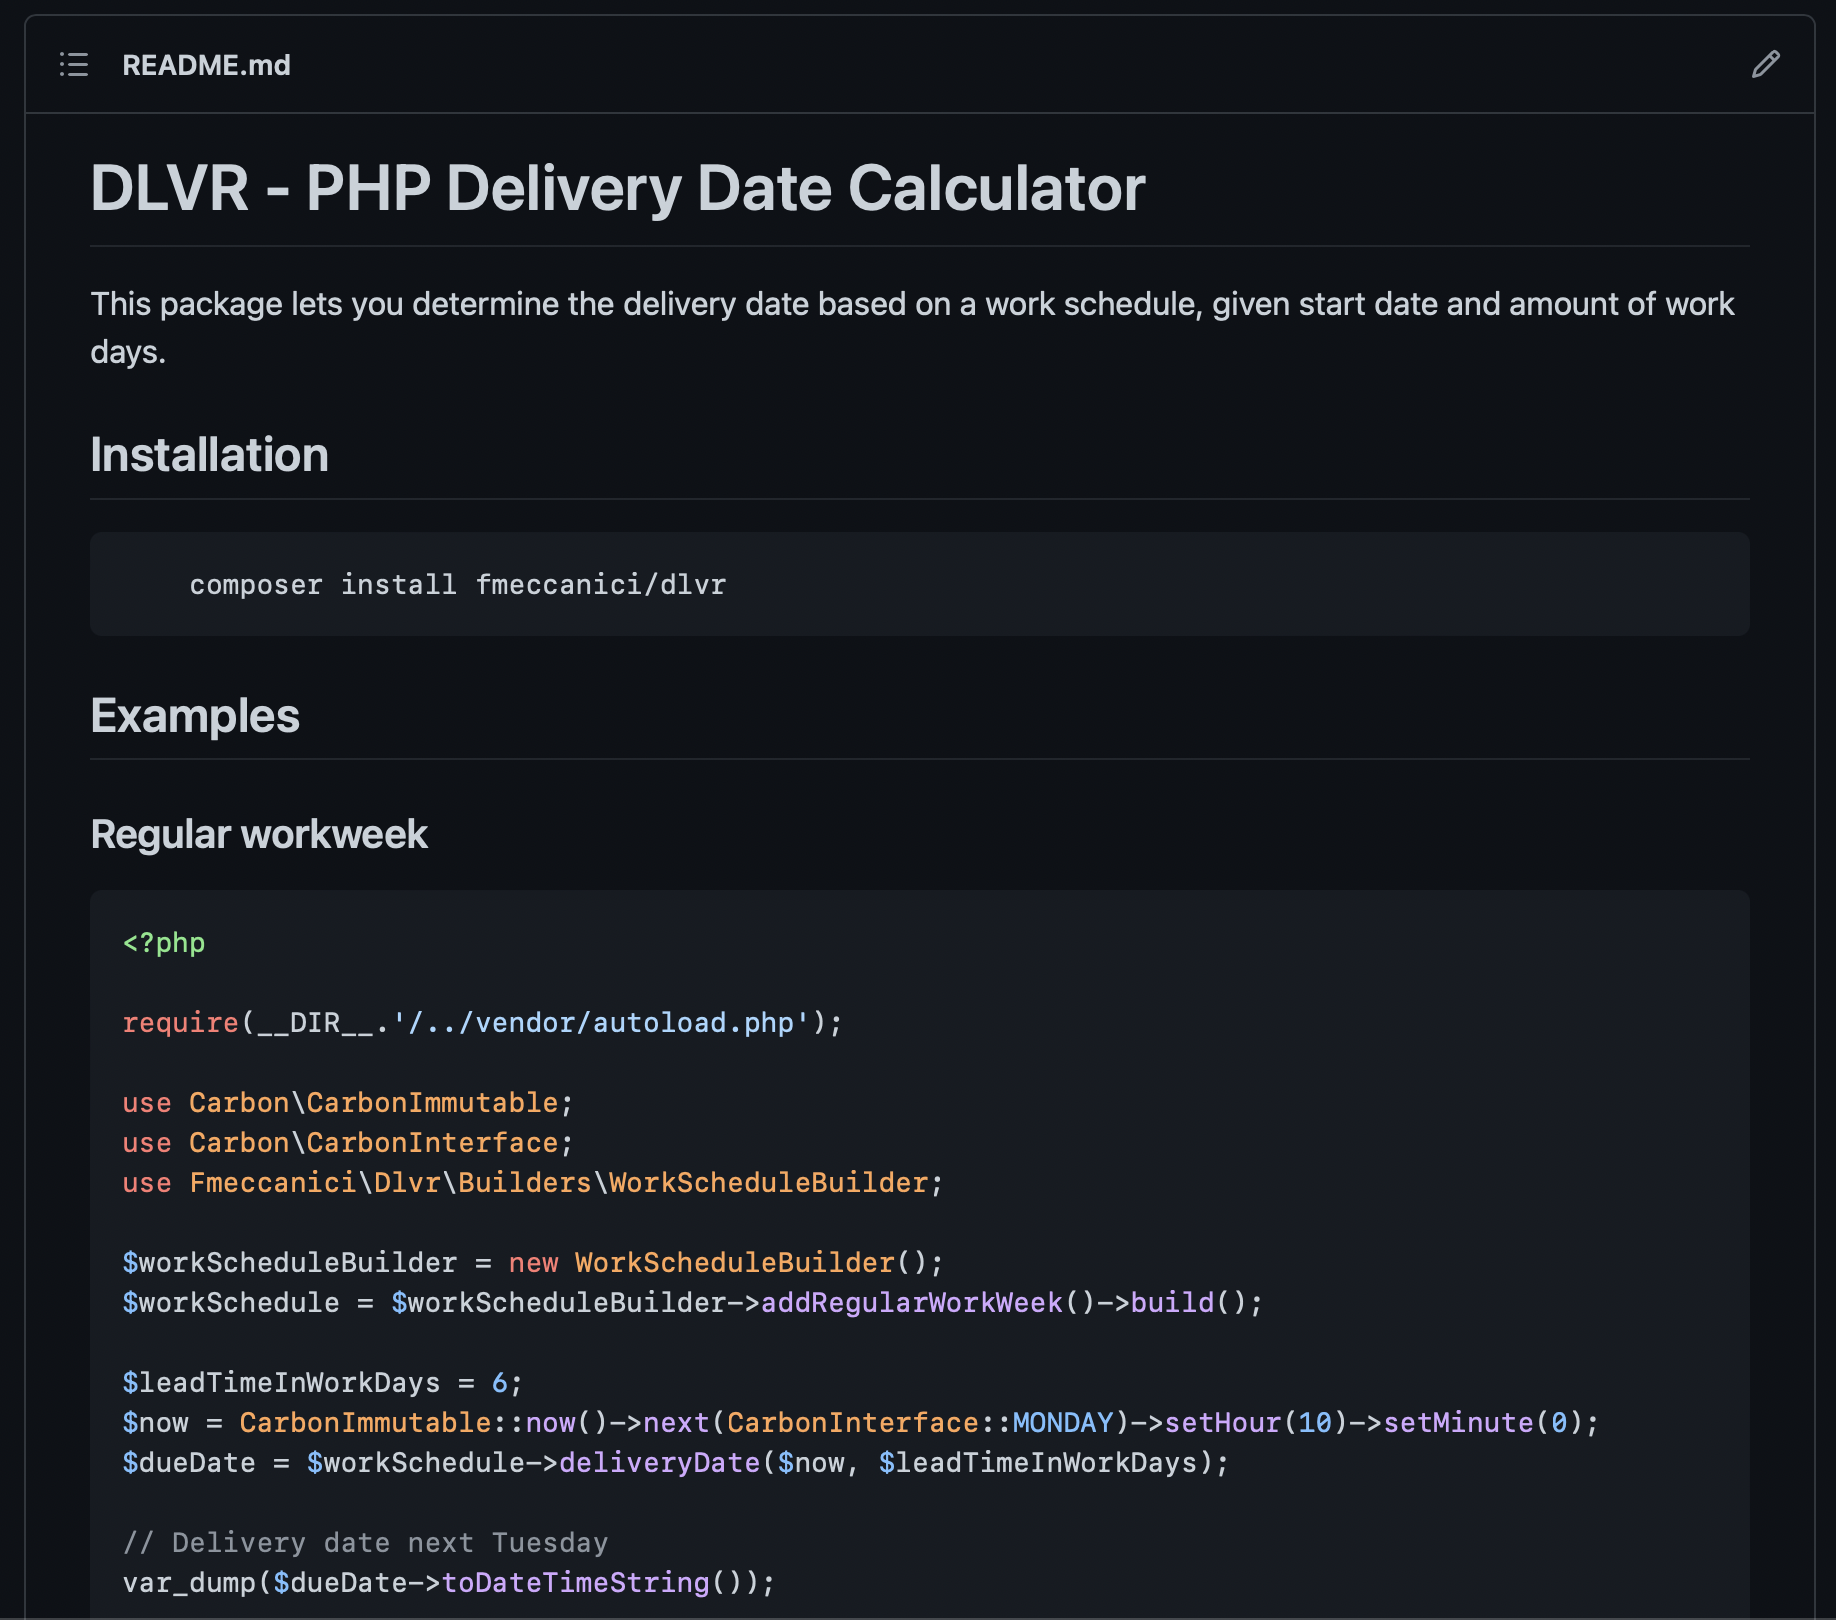 README.md
DLVR - PHP Delivery Date Calculator
This package lets you determine the delivery date based on a work schedule, given start date and amount of work
days.
Installation
composer install fmeccanici/dlvr
Examples
Regular workweek
<?php
require(__DIR__.'/../vendor/autoload.php');
use Carbon\CarbonImmutable;
use Carbon\CarbonInterface;
use Fmeccanici\Dlvr\Builders\WorkScheduleBuilder;
$workScheduleBuilder = new WorkScheduleBuilder();
$workSchedule = $workScheduleBuilder->addRegularWorkWeek()->build();
$leadTimeInWorkDays = 6;
$now = CarbonImmutable::now()->next(CarbonInterface::MONDAY)->setHour(10)->setMinute(0);
$dueDate = $workSchedule->deliveryDate($now, $leadTimeInWorkDays);
// Delivery date next Tuesday
var_dump($dueDate->toDateTimeString());